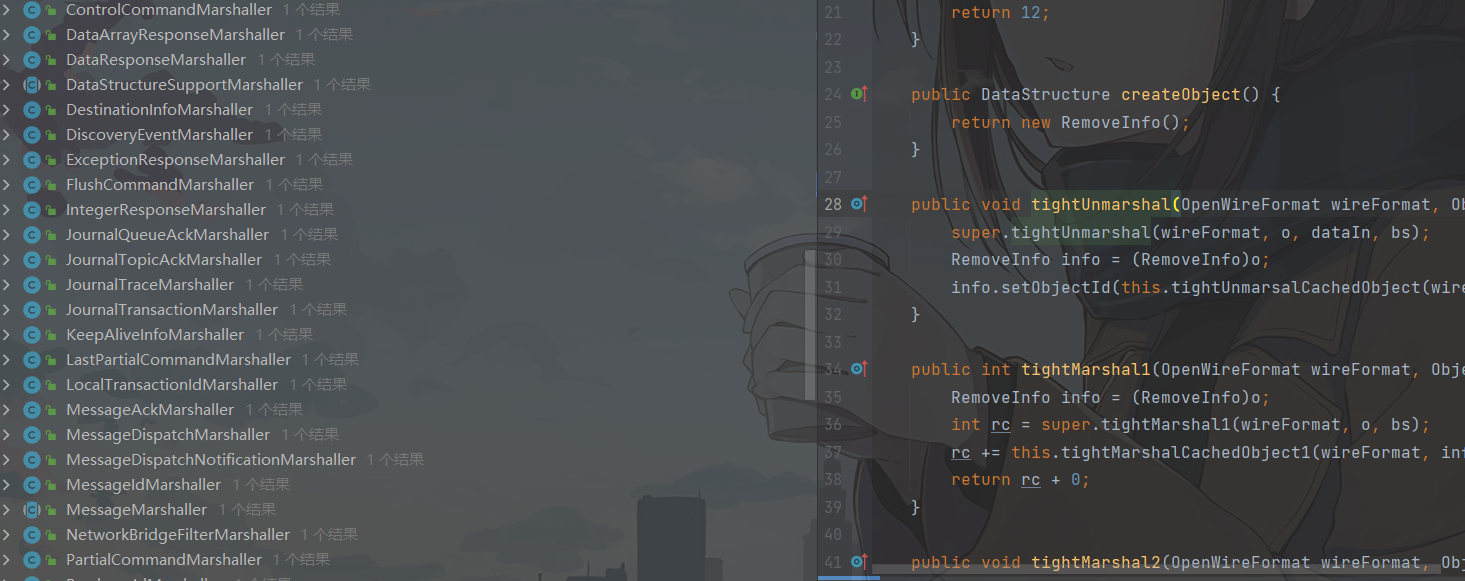 ControlCommandMarshaller 1 个结果
DataArrayResponseMarshaller 1 个结果
DataResponseMarshaller 1 个结果
DataStructureSupportMarshaller 1 个结果
DestinationInfoMarshaller 1 个结果
DiscoveryEventMarshaller 1 个结果
ExceptionResponseMarshaller 1 个结果
FlushCommandMarshaller 1 个结果
IntegerResponseMarshaller 1 个结果
JournalQueueAckMarshaller 1 个结果
JournalTopicAckMarshaller 1 个结果
JournalTraceMarshaller 1 个结果
JournalTransactionMarshaller 1 个结果
KeepAliveInfoMarshaller 1 个结果
LastPartialCommandMarshaller 1 个结果
LocalTransactionIdMarshaller 1 个结果
MessageAckMarshaller 1 个结果
MessageDispatchMarshaller 1 个结果
MessageDispatchNotificationMarshaller 1 个结果
MessageIdMarshaller 1 个结果
MessageMarshaller 1 个结果
NetworkBridgeFilterMarshaller 1 个结果
PartialCommandMarshaller 1 个结果
21 return 12;
22 }
23
24 public DataStructure createObject() {
25 return new RemoveInfo();
26 }
27
28 public void tightUnmarshal(OpenWireFormat wireFormat, Ob
29 super.tightUnmarshal(wireFormat, o, dataIn, bs);
30 RemoveInfo info = (RemoveInfo)o;
31 info.setObjectId(this.tightUnmarsalCachedObject(wire
32 }
33
34 public int tightMarshal1(OpenWireFormat wireFormat, Obje
35 RemoveInfo info = (RemoveInfo)o;
36 int rc = super.tightMarshal1(wireFormat, o, bs);
37 rc += this.tightMarshalCachedObject1(wireFormat, inf
38 return rc + 0;
39 }
40
41 public void tightMarshal2(OpenWireFormat wireFormat, Obj